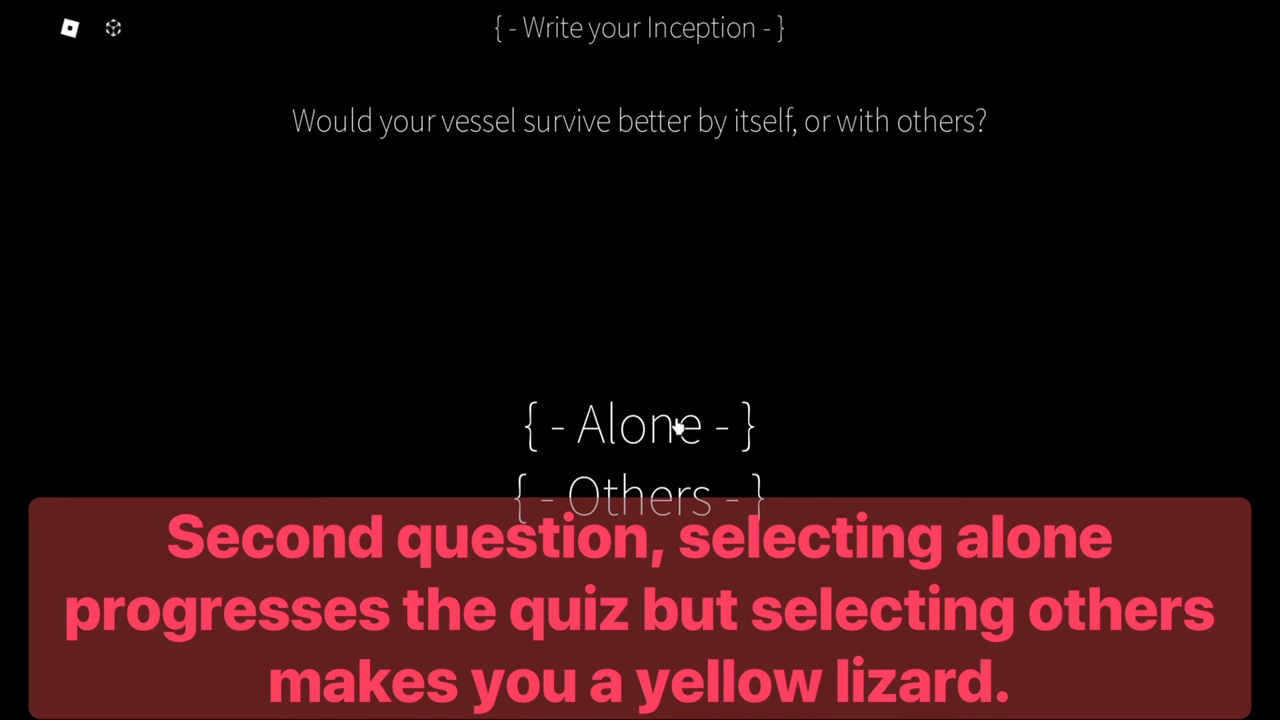 { - Write your Inception - }
Would your vessel survive better by itself, or with others?
{ - Alone - }
{ - Others - }
Second question, selecting alone
progresses the quiz but selecting others
makes you a yellow lizard.